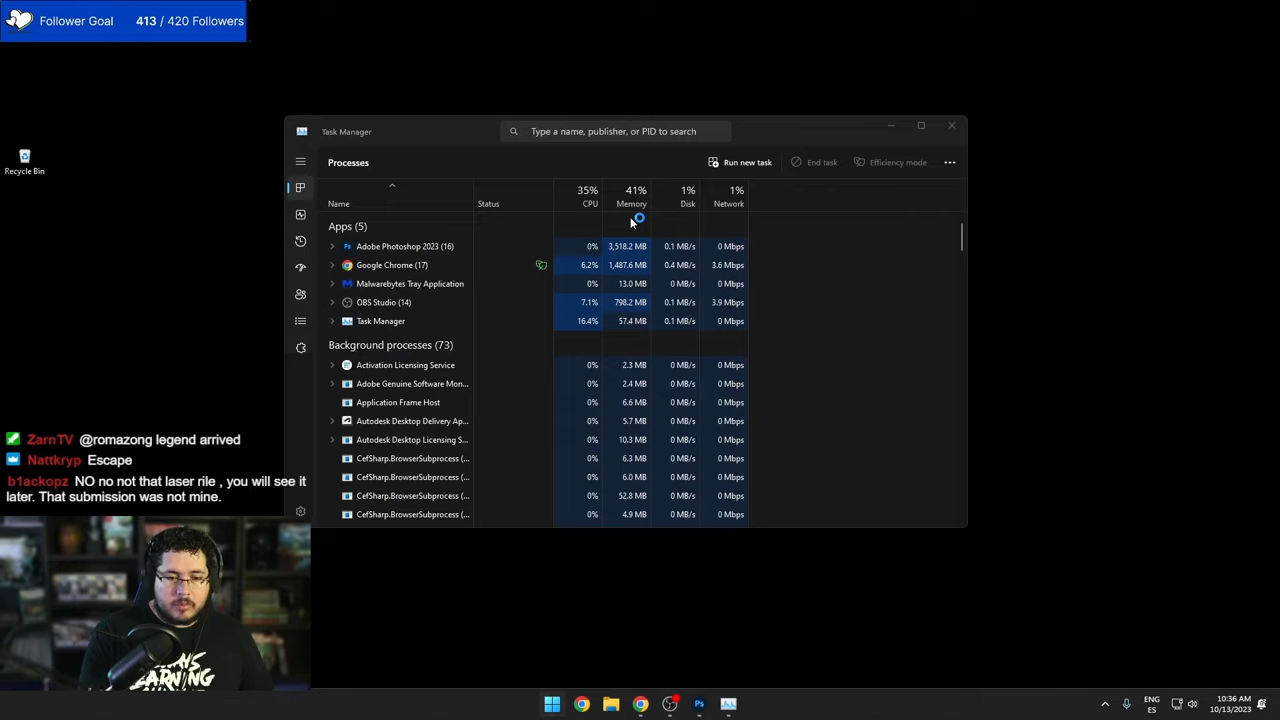 Follower Goal 413 / 420 Followers
Recycle Bin
Task Manager
Type a name, publisher, or PID to search
Processes
Run new task
End task
Efficiency mode
35% 41% 1% 1%
Name Status CPU Memory Disk Network
Apps (5)
Adobe Photoshop 2023 (16) 0% 3,518.2 MB 0.1 MB/s 0 Mbps
Google Chrome (17) 6.2% 1,487.6 MB 0.4 MB/s 3.6 Mbps
Malwarebytes Tray Application 0% 13.0 MB 0 MB/s 0 Mbps
OBS Studio (14) 7.1% 798.2 MB 0.1 MB/s 3.9 Mbps
Task Manager 16.4% 57.4 MB 0.1 MB/s 0 Mbps
Background processes (73)
Activation Licensing Service 0% 2.3 MB 0 MB/s 0 Mbps
Adobe Genuine Software Mon... 0% 2.4 MB 0 MB/s 0 Mbps
Application Frame Host 0% 6.6 MB 0 MB/s 0 Mbps
Autodesk Desktop Delivery Ap... 0% 5.7 MB 0 MB/s 0 Mbps
Autodesk Desktop Licensing S... 0% 10.3 MB 0 MB/s 0 Mbps
CefSharp.BrowserSubprocess (... 0% 6.3 MB 0 MB/s 0 Mbps
CefSharp.BrowserSubprocess (... 0% 6.0 MB 0 MB/s 0 Mbps
CefSharp.BrowserSubprocess (... 0% 52.8 MB 0 MB/s 0 Mbps
CefSharp.BrowserSubprocess (... 0% 4.9 MB 0 MB/s 0 Mbps
ZarnTV @romazong legend arrived
Nattkryp Escape
b1ackopz NO no not that laser rile , you will see it
later. That submission was not mine.
ENG
ES
10:36 AM
10/13/2023